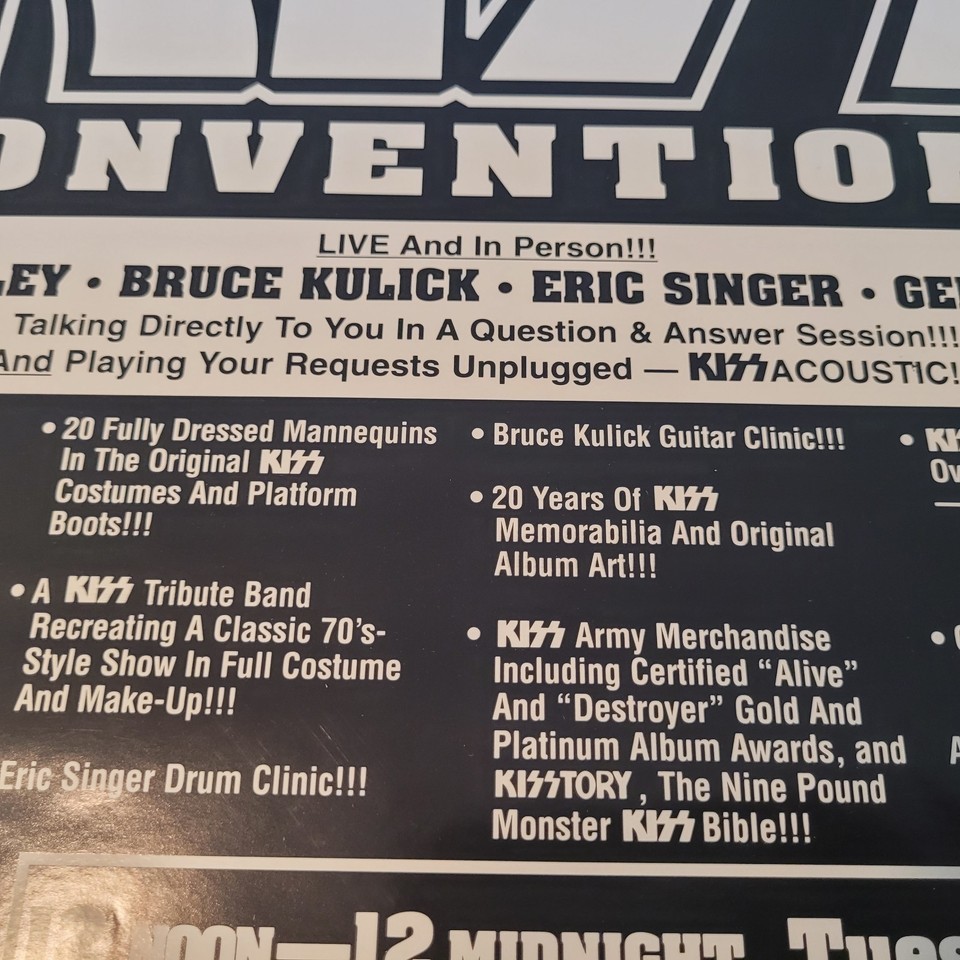 ONVENTIO
LIVE And In Person!!!
LEY • BRUCE KULICK • ERIC SINGER • GE
Talking Directly To You In A Question & Answer Session!!!
And Playing Your Requests Unplugged — KISS ACOUSTIC!
• 20 Fully Dressed Mannequins
In The Original KISS
Costumes And Platform
Boots!!!
• A KISS Tribute Band
Recreating A Classic 70's-
Style Show In Full Costume
And Make-Up!!!
Eric Singer Drum Clinic!!!
• Bruce Kulick Guitar Clinic!!!
• 20 Years Of KISS
Memorabilia And Original
Album Art!!!
• KISS Army Merchandise
Including Certified “Alive”
And “Destroyer” Gold And
Platinum Album Awards, and
KISSTORY, The Nine Pound
Monster KISS Bible!!!
• KI
Ov
NOON—12 MIDNIGHT, Tues